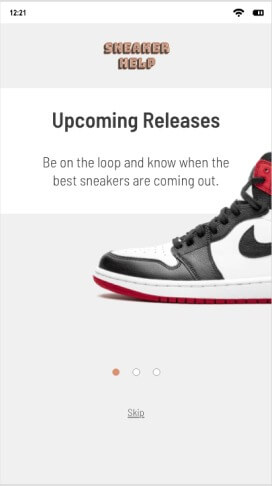 12:21
SNEAKER
HELP
Upcoming Releases
Be on the loop and know when the
best sneakers are coming out.
Skip